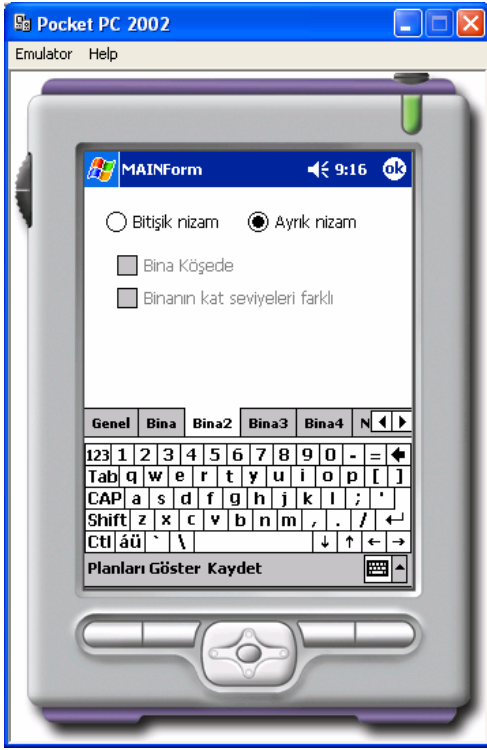 Pocket PC 2002
Emulator Help
MAINForm 9:16 ok
Bitişik nizam Ayrık nizam
Bina Köşede
Binanın kat seviyeleri farklı
Genel Bina Bina2 Bina3 Bina4 N
123 1 2 3 4 5 6 7 8 9 0 - =
Tab q w e r t y u i o p [ ]
CAP a s d f g h j k l ; '
Shift z x c v b n m , . /
Ctl áü ` \
Planları Göster Kaydet